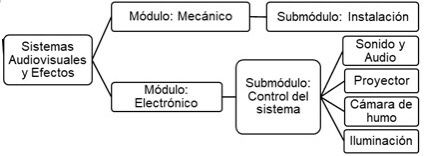 Sistemas
Audiovisuales
y Efectos
Módulo: Mecánico
Submódulo: Instalación
Módulo:
Electrónico
Submódulo:
Control del
sistema
Sonido y
Audio
Proyector
Cámara de
humo
Iluminación